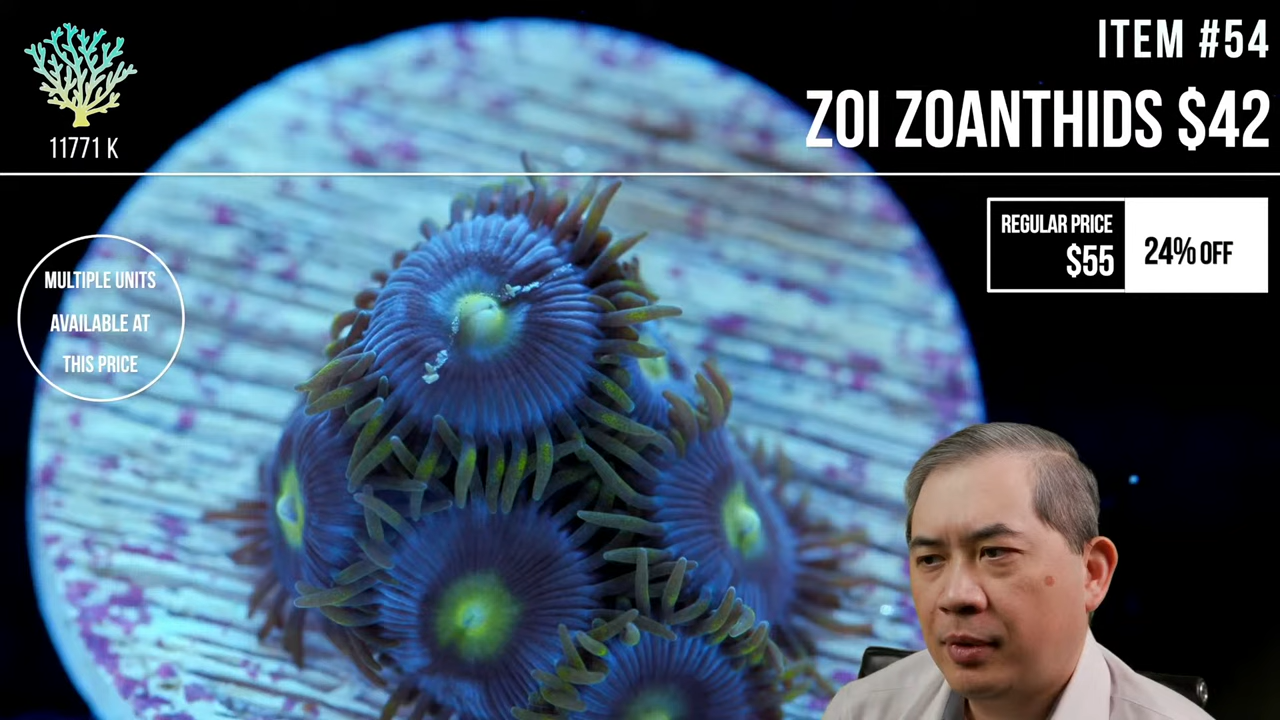 ITEM #54
ZOI ZOANTHIDS $42
11771 K
REGULAR PRICE
$55
24% OFF
MULTIPLE UNITS
AVAILABLE AT
THIS PRICE